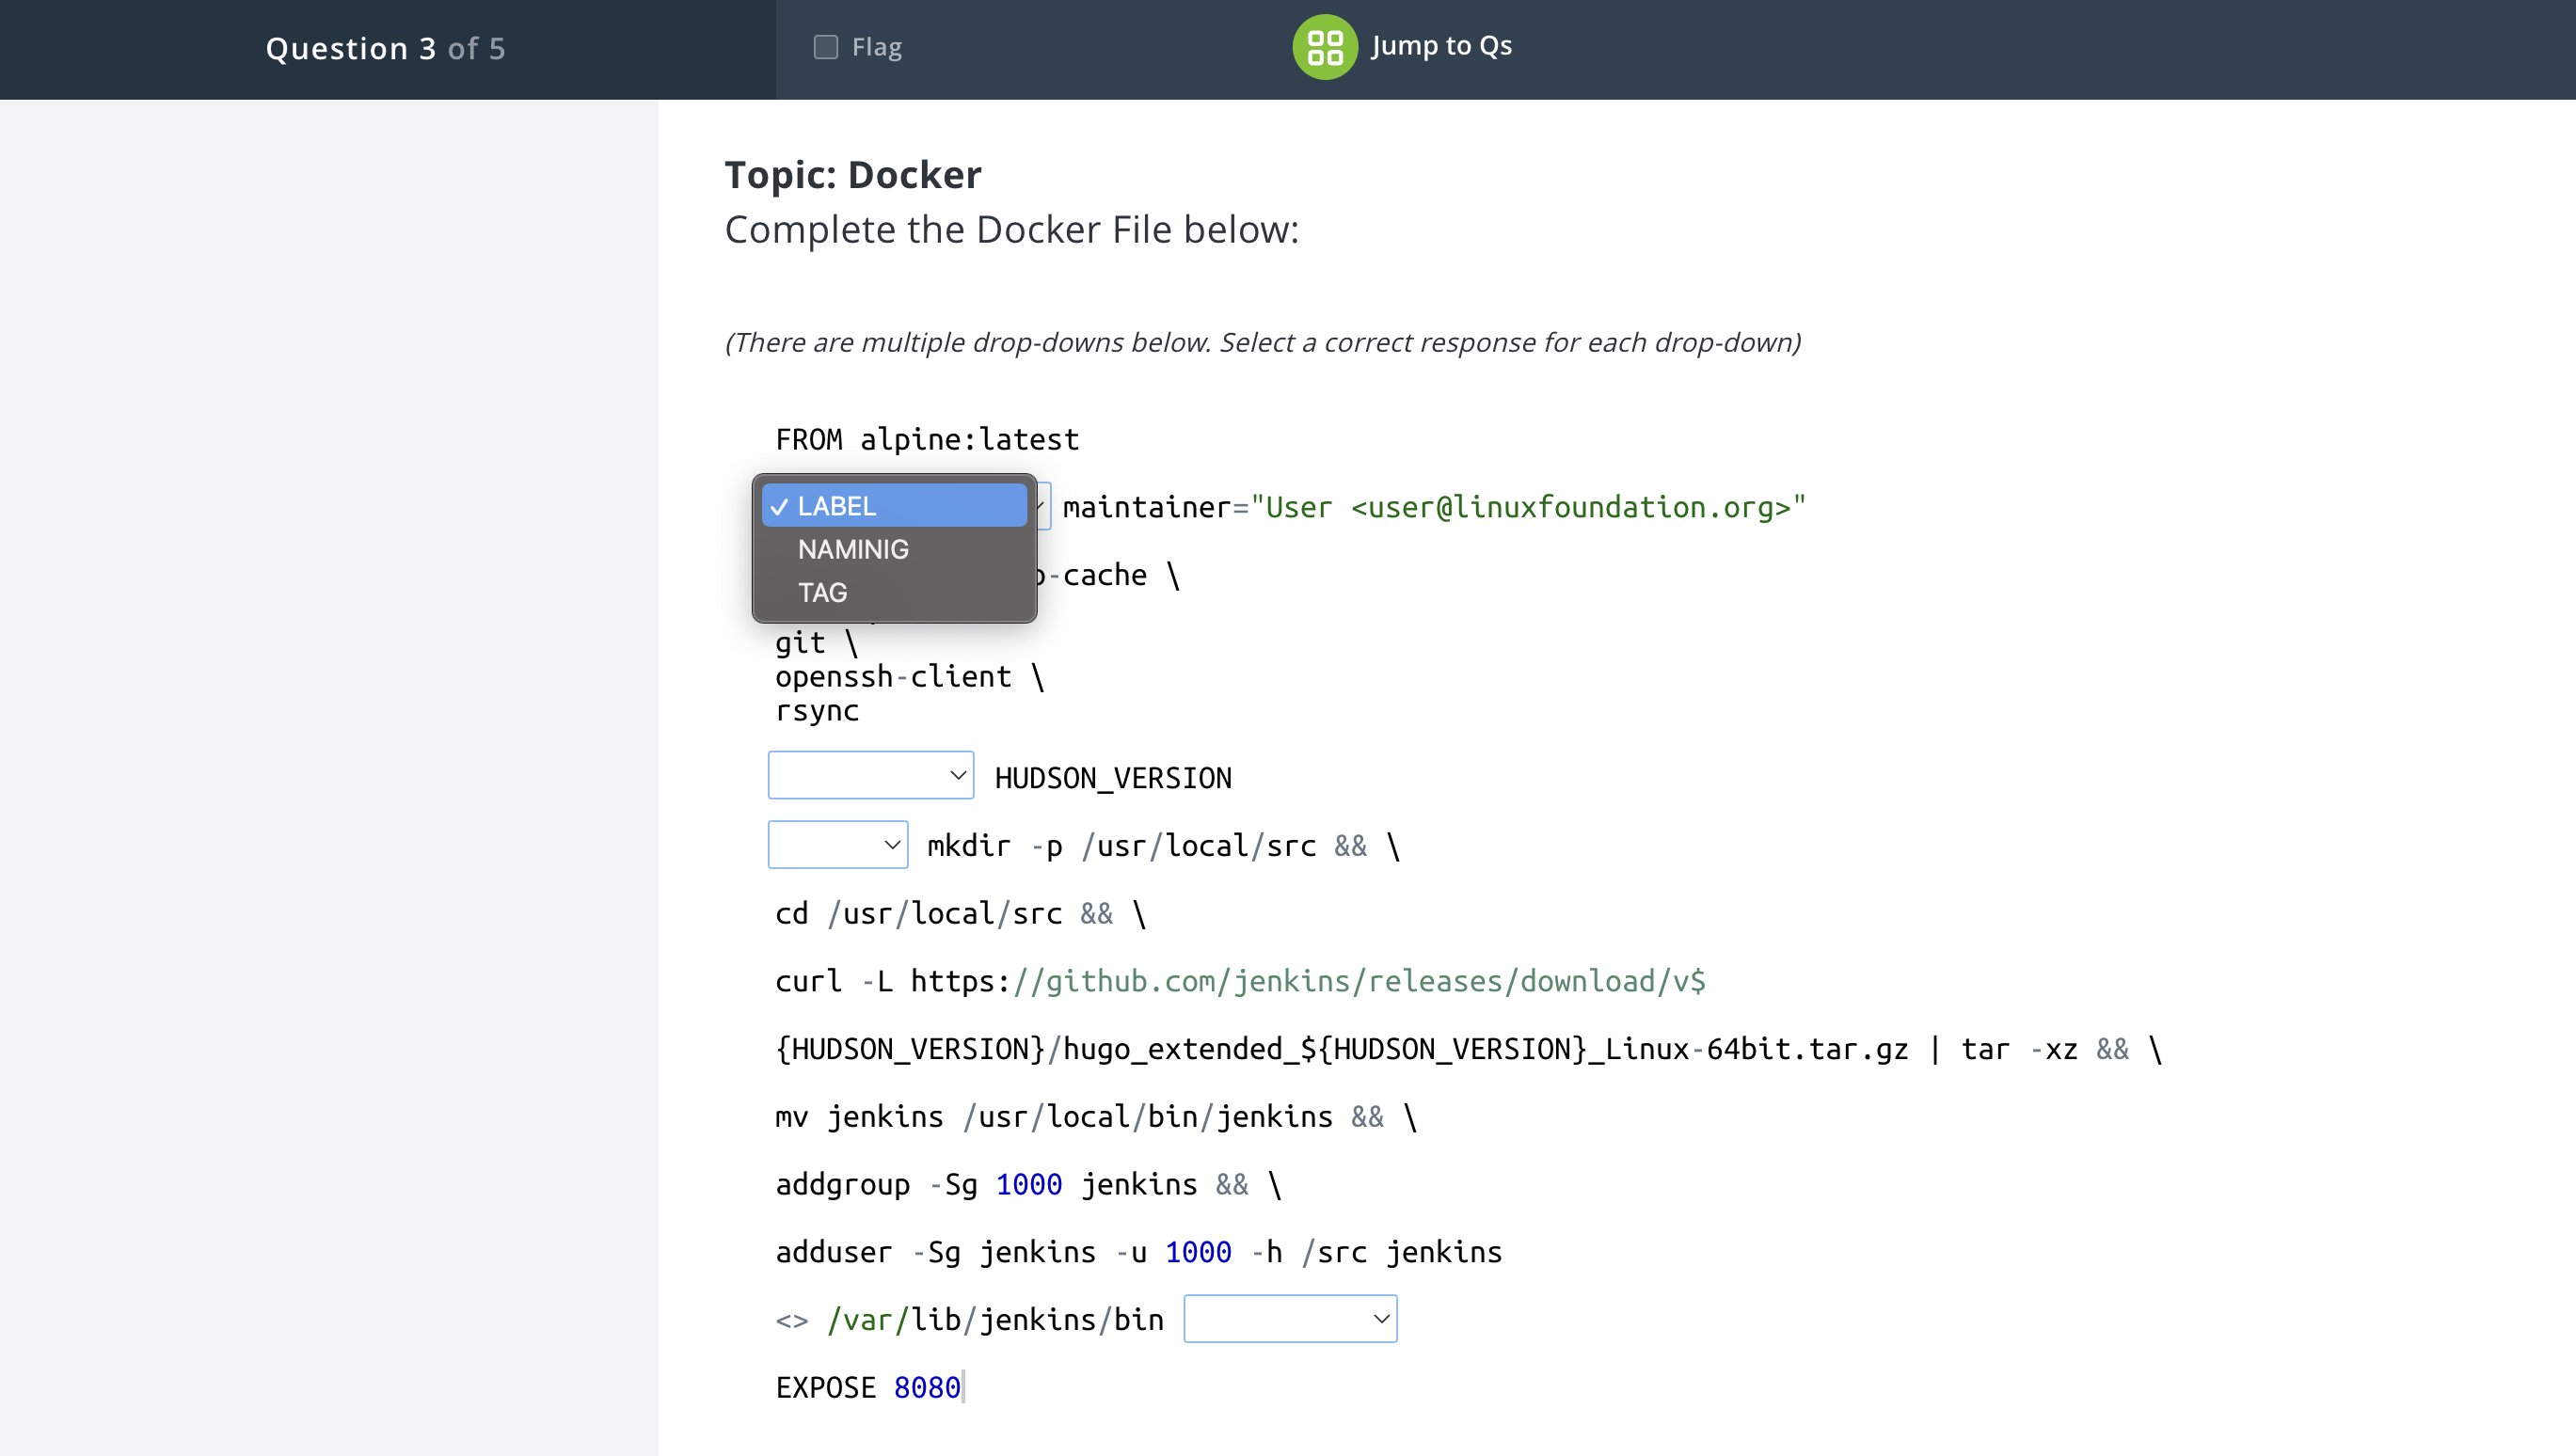 Question 3 of 5
Flag
Jump to Qs
Topic: Docker
Complete the Docker File below:
(There are multiple drop-downs below. Select a correct response for each drop-down)
FROM alpine:latest
✓ LABEL
NAMINIG
TAG
maintainer="User <user@linuxfoundation.org>"
-cache \
git \
openssh-client \
rsync
HUDSON_VERSION
mkdir -p /usr/local/src && \
cd /usr/local/src && \
curl -L https://github.com/jenkins/releases/download/v$
{HUDSON_VERSION}/hugo_extended_${HUDSON_VERSION}_Linux-64bit.tar.gz | tar -xz && \
mv jenkins /usr/local/bin/jenkins && \
addgroup -Sg 1000 jenkins && \
adduser -Sg jenkins -u 1000 -h /src jenkins
<> /var/lib/jenkins/bin
EXPOSE 8080